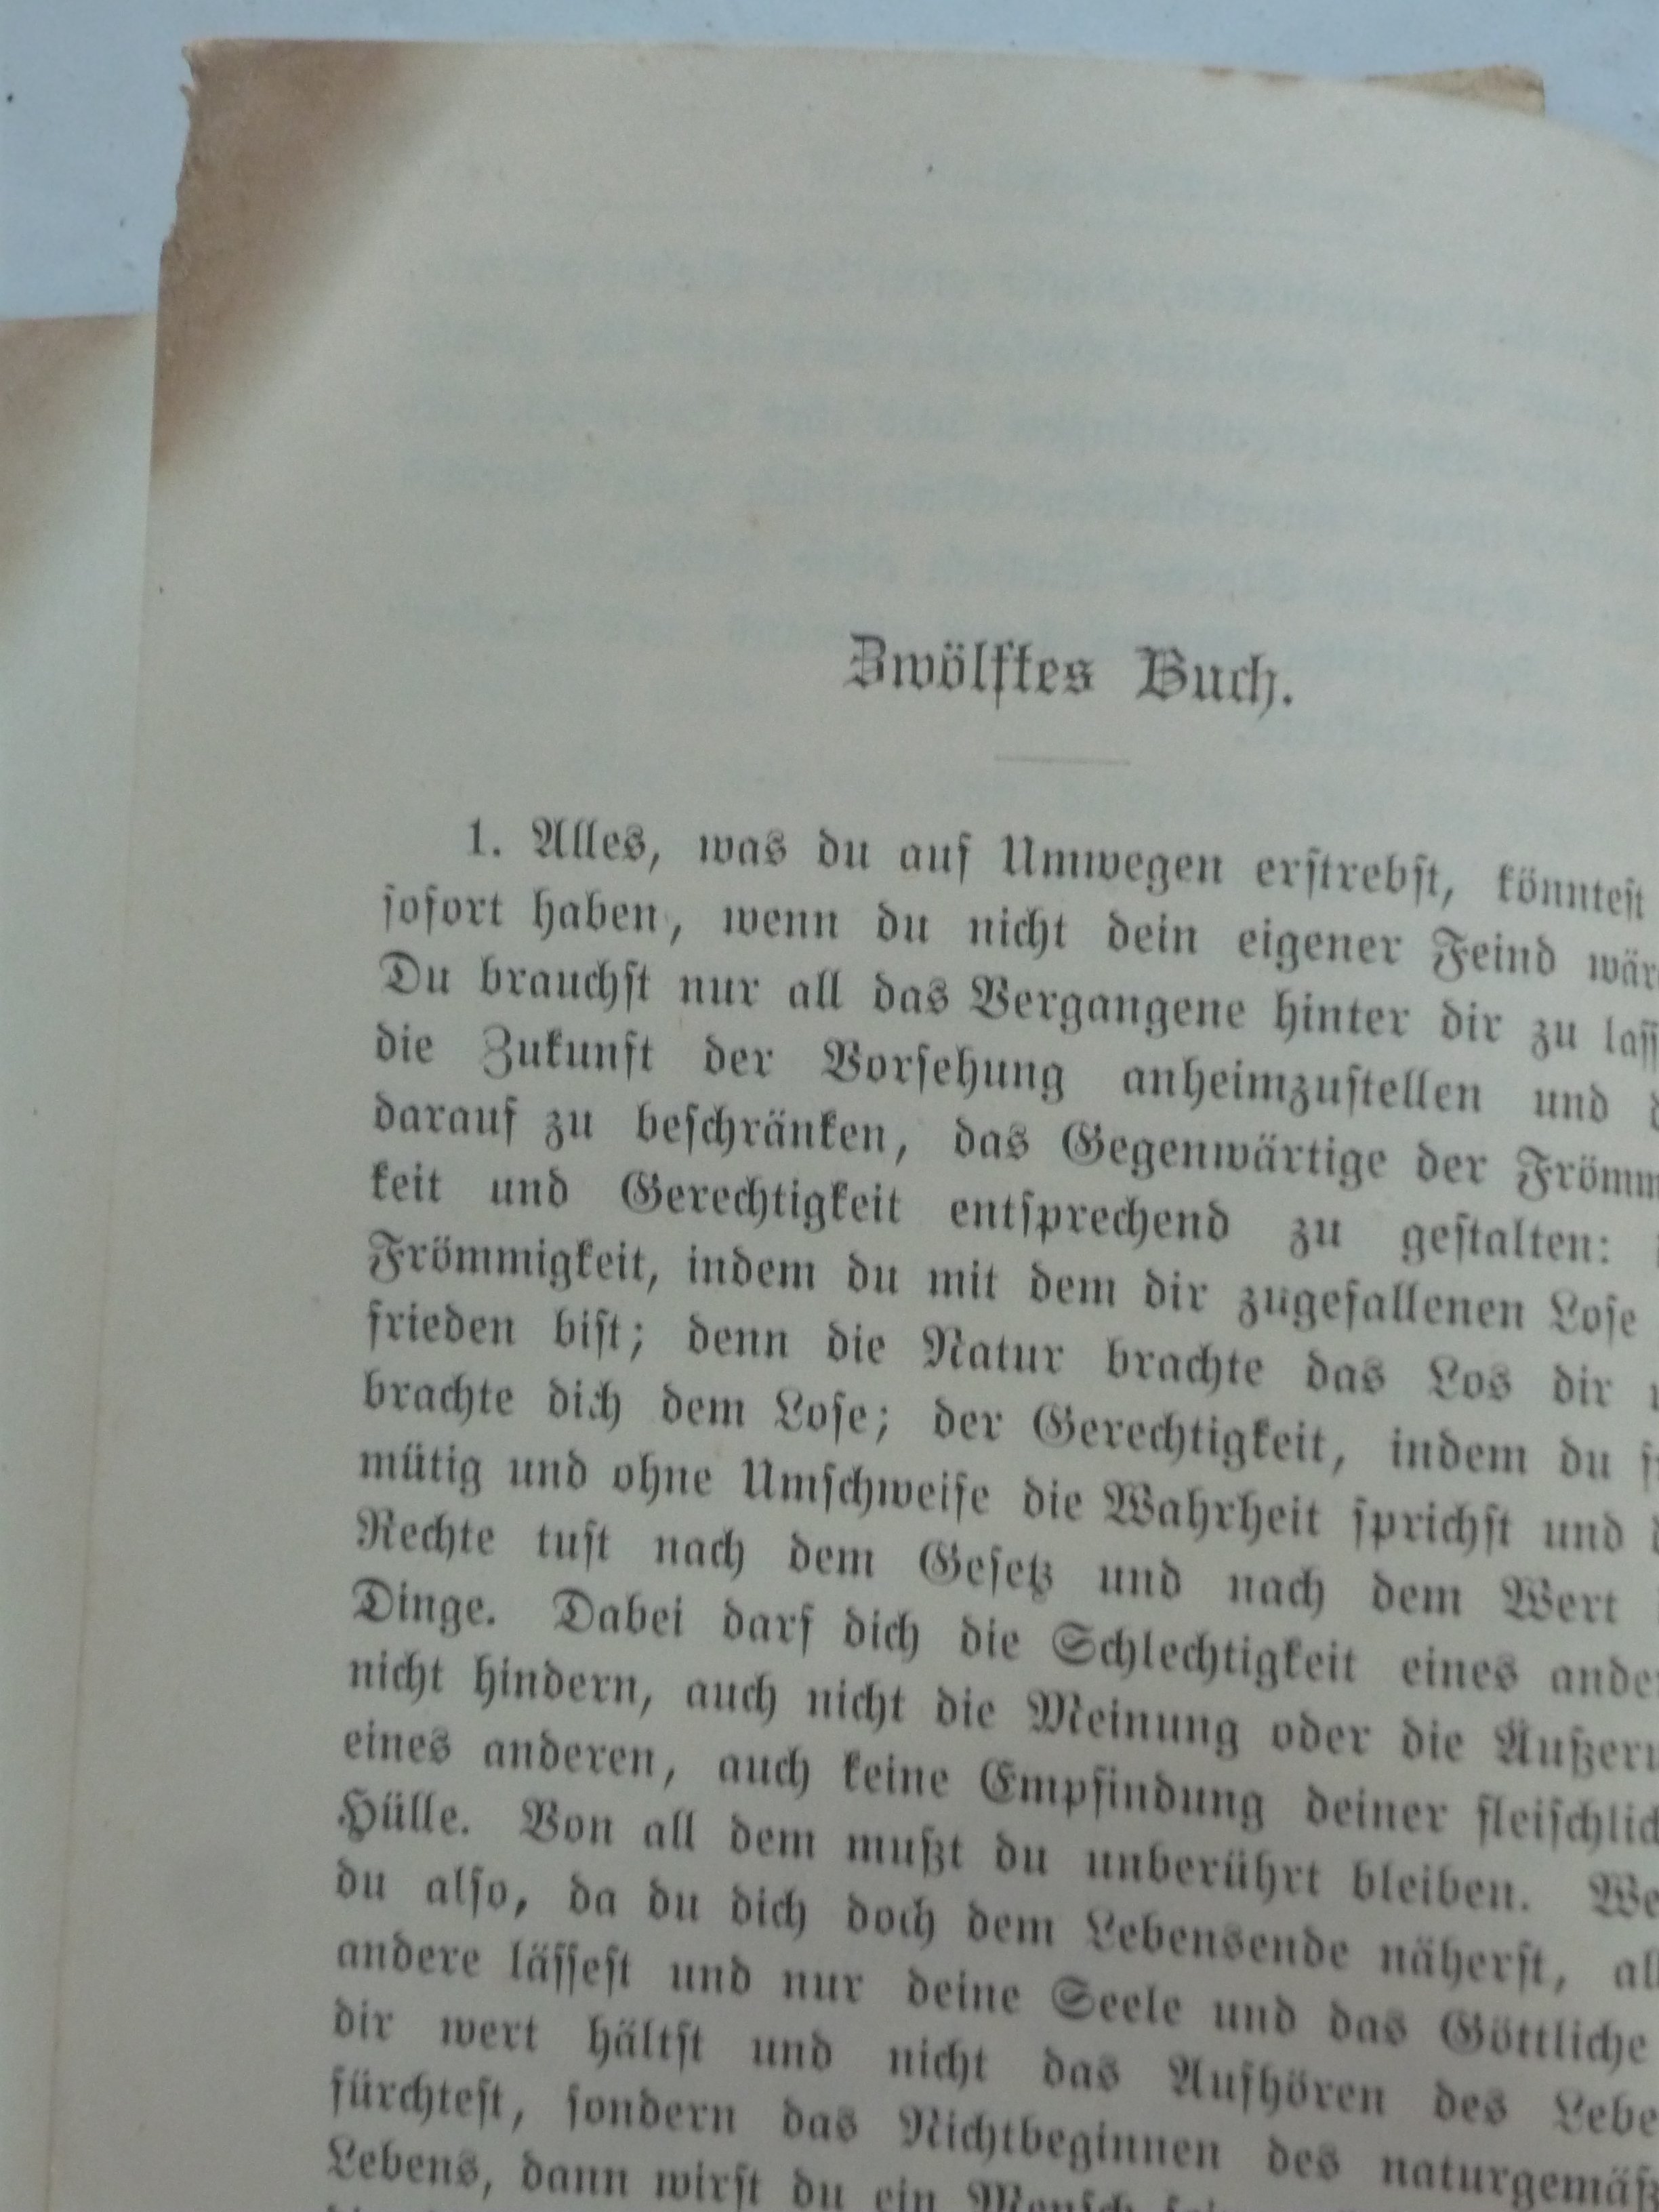 Zwölftes Buch.
1. Alles, was du auf Umwegen erstrebst, könntest
sofort haben, wenn du nicht dein eigener Feind
Du brauchst nur all das Vergangene hinter dir zu
die Zukunft der Vorsehung anheimzustellen und
darauf zu beschränken, das Gegenwärtige der
keit und Gerechtigkeit entsprechend zu gestalten:
Frömmigkeit, indem du mit dem dir zugefallenen Lose
frieden bist; denn die Natur brachte das Los dir
brachte dich dem Lose; der Gerechtigkeit, indem du
mütig und ohne Umschweife die Wahrheit sprichst und
Rechte tust nach dem Gesetz und nach dem Wert
Dinge. Dabei darf dich die Schlechtigkeit eines
nicht hindern, auch nicht die Meinung oder die
eines anderen, auch keine Empfindung deiner
Hülle. Von all dem mußt du unberührt bleiben.
du also, da du dich doch dem Lebensende näherst,
andere lässest und nur deine Seele und das Göttliche
dir wert hältst und nicht das Aufhören des
fürchtest, sondern das Nichtbeginnen des
Lebens, dann wirst du ein Mensch